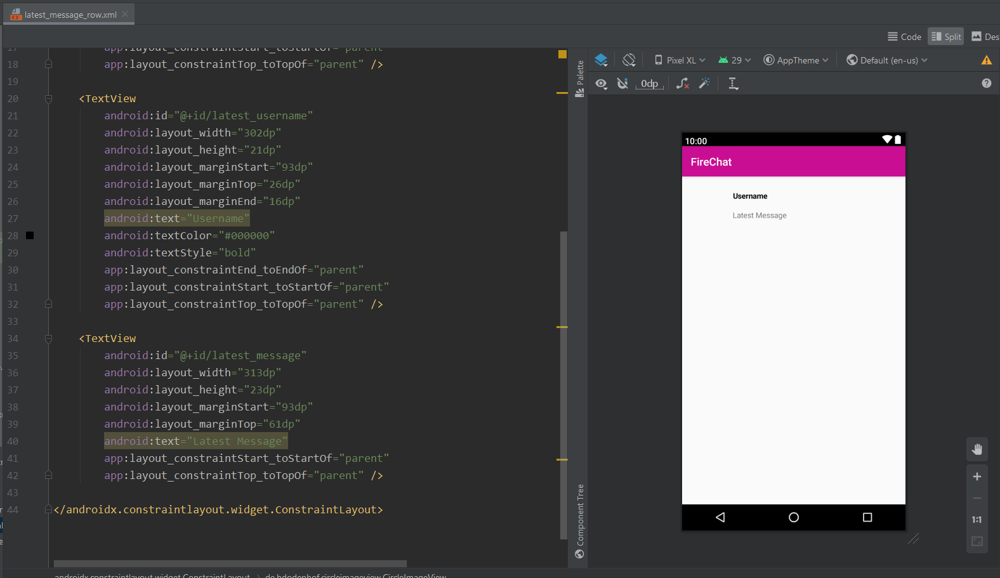 latest_message_row.xml
Code Split Des
17 app:layout_constraintStart_toStartOf="parent"
18 app:layout_constraintTop_toTopOf="parent" />
19
20 <TextView
21 android:id="@+id/latest_username"
22 android:layout_width="302dp"
23 android:layout_height="21dp"
24 android:layout_marginStart="93dp"
25 android:layout_marginTop="26dp"
26 android:layout_marginEnd="16dp"
27 android:text="Username"
28 android:textColor="#000000"
29 android:textStyle="bold"
30 app:layout_constraintEnd_toEndOf="parent"
31 app:layout_constraintStart_toStartOf="parent"
32 app:layout_constraintTop_toTopOf="parent" />
33
34 <TextView
35 android:id="@+id/latest_message"
36 android:layout_width="313dp"
37 android:layout_height="23dp"
38 android:layout_marginStart="93dp"
39 android:layout_marginTop="61dp"
40 android:text="Latest Message"
41 app:layout_constraintStart_toStartOf="parent"
42 app:layout_constraintTop_toTopOf="parent" />
43
44 </androidx.constraintlayout.widget.ConstraintLayout>
androidx.constraintlayout.widget.ConstraintLayout › de.hdodenhof.circleimageview.CircleImageView
Palette
Component Tree
Pixel XL 29 AppTheme Default (en-us)
0dp
10:00
FireChat
Username
Latest Message
1:1